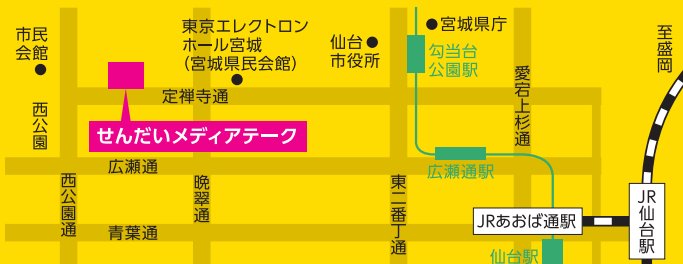 市民
会館
東京エレクトロン
ホール宮城
（宮城県民会館）
仙台
市役所
宮城県庁
勾当台
公園駅
至盛岡
愛宕上杉通
定禅寺通
西公園
せんだいメディアテーク
広瀬通
広瀬通駅
西公園通
晩翠通
東二番丁通
青葉通
JRあおば通駅
JR
仙台駅
仙台駅